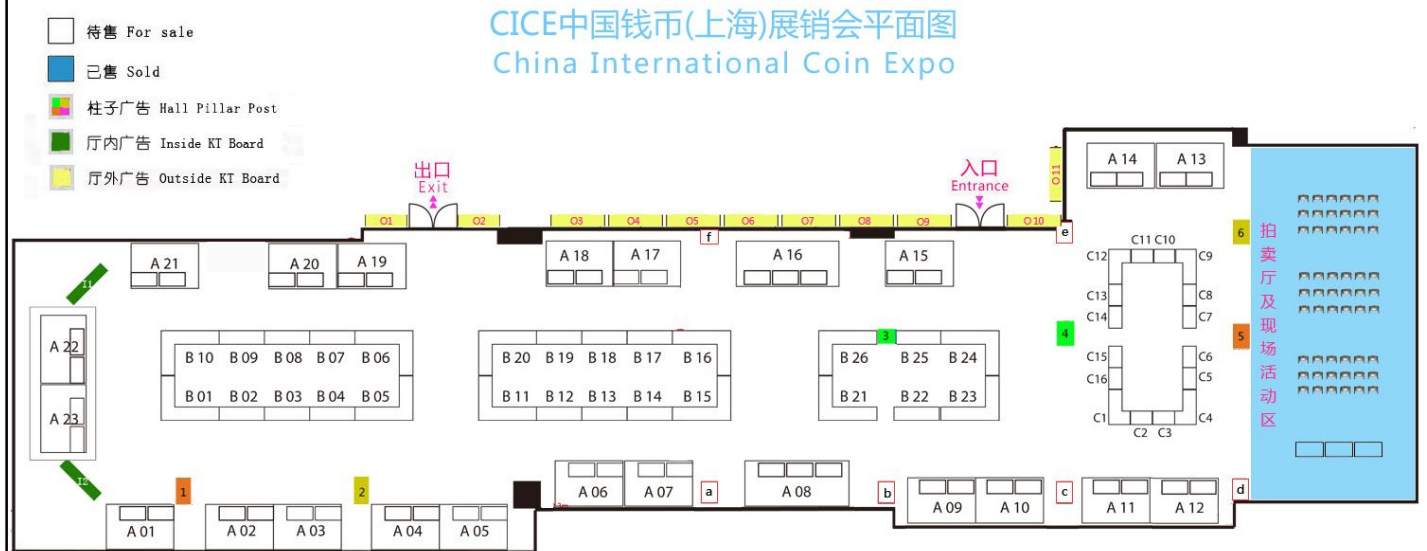 CICE中国钱币(上海)展销会平面图
China International Coin Expo
待售 For sale
已售 Sold
柱子广告 Hall Pillar Post
厅内广告 Inside KT Board
厅外广告 Outside KT Board
出口
Exit
入口
Entrance
O1 O2 O3 O4 O5 O6 O7 O8 O9 O10
O11
A 14 A 13
f e 6
A 21 A 20 A 19 A 18 A 17 A 16 A 15
C11 C10
C12 C9
C13 C8
C14 C7
I1
A 22
A 23
I2
3 4 5
B 10 B 09 B 08 B 07 B 06 B 20 B 19 B 18 B 17 B 16 B 26 B 25 B 24
B 01 B 02 B 03 B 04 B 05 B 11 B 12 B 13 B 14 B 15 B 21 B 22 B 23
C15 C6
C16 C5
C1 C4
C2 C3
拍卖厅及现场活动区
1 2 a b c d
A 06 A 07 A 08 A 09 A 10 A 11 A 12
A 01 A 02 A 03 A 04 A 05